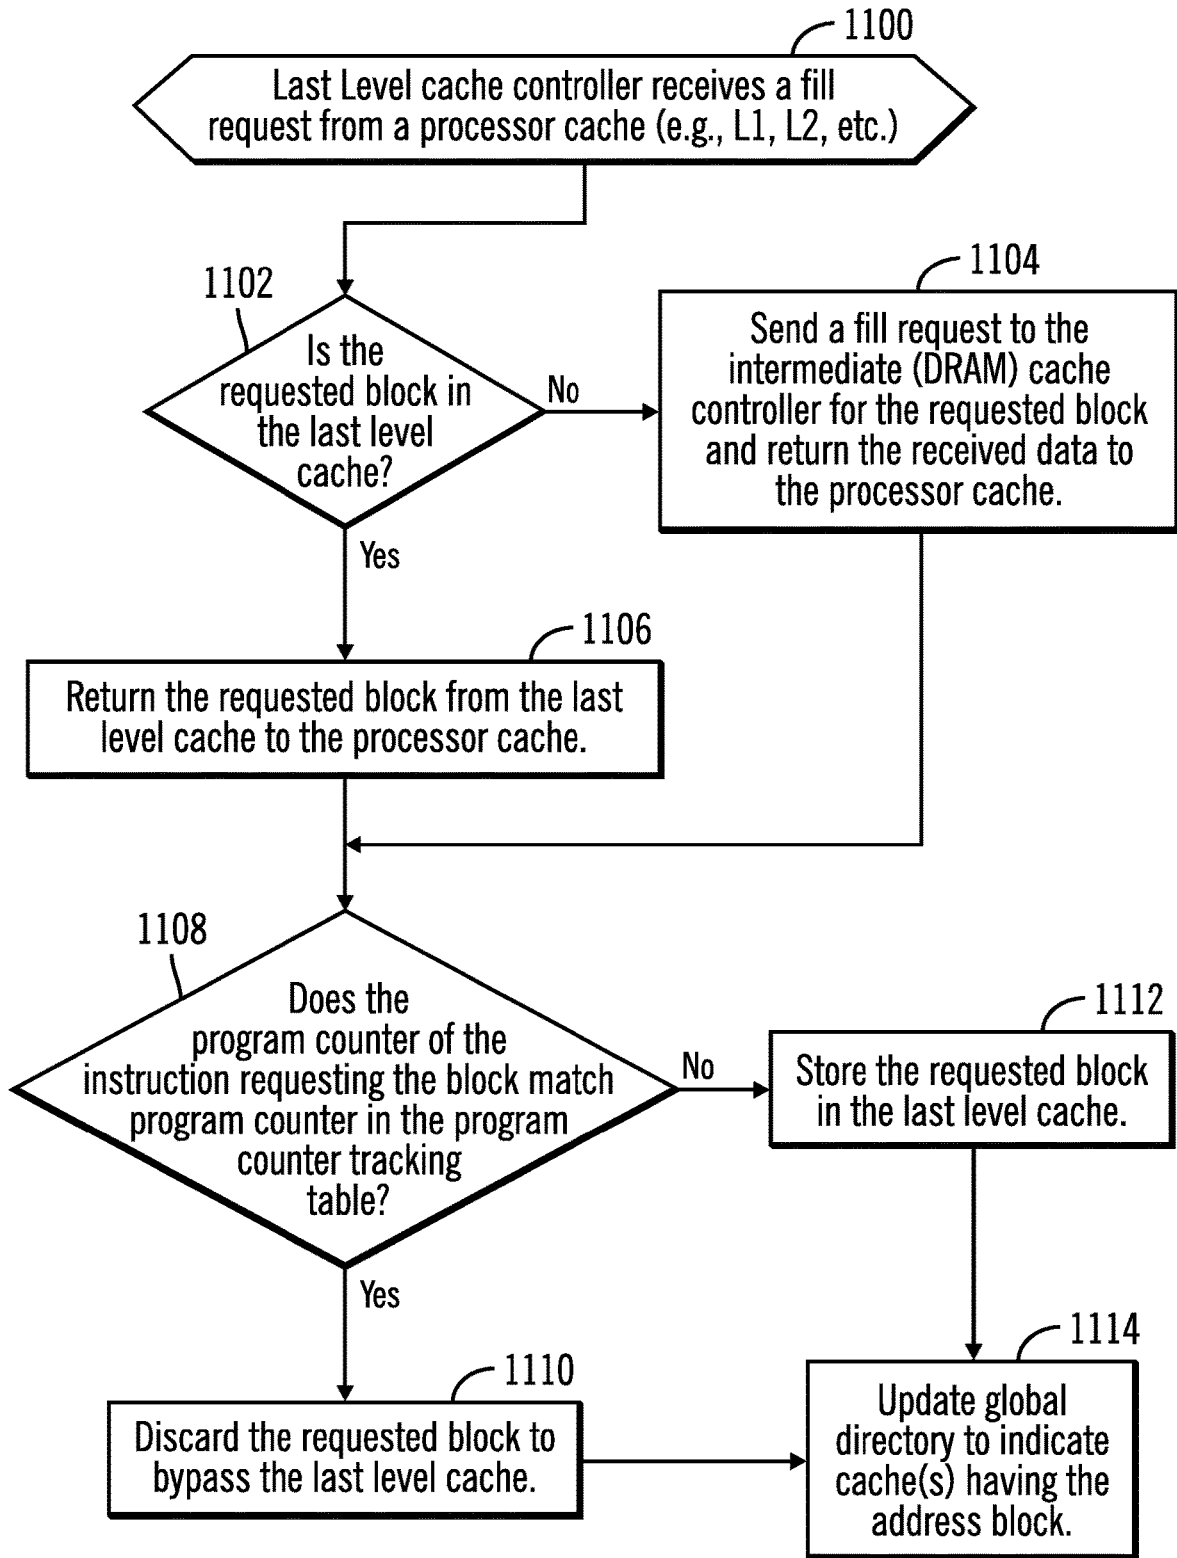 1100
Last Level cache controller receives a fill
request from a processor cache (e.g., L1, L2, etc.)
1102
Is the
requested block in
the last level
cache?
No
Yes
1104
Send a fill request to the
intermediate (DRAM) cache
controller for the requested block
and return the received data to
the processor cache.
1106
Return the requested block from the last
level cache to the processor cache.
1108
Does the
program counter of the
instruction requesting the block match
program counter in the program
counter tracking
table?
No
Yes
1112
Store the requested block
in the last level cache.
1110
Discard the requested block to
bypass the last level cache.
1114
Update global
directory to indicate
cache(s) having the
address block.